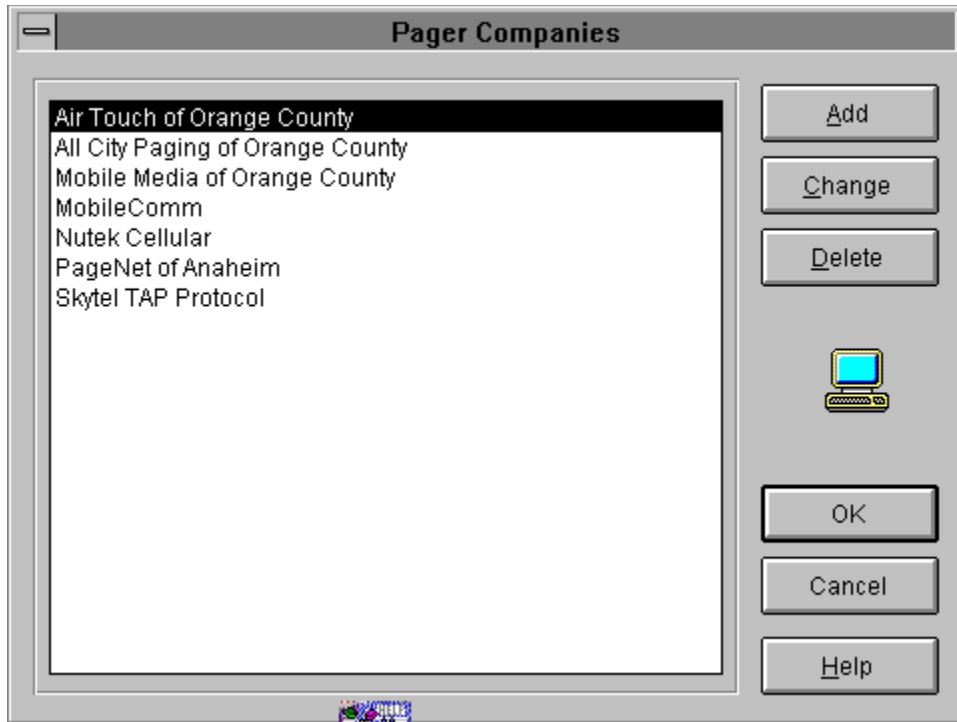 Pager Companies
Air Touch of Orange County
All City Paging of Orange County
Mobile Media of Orange County
MobileComm
Nutek Cellular
PageNet of Anaheim
Skytel TAP Protocol
Add
Change
Delete
OK
Cancel
Help